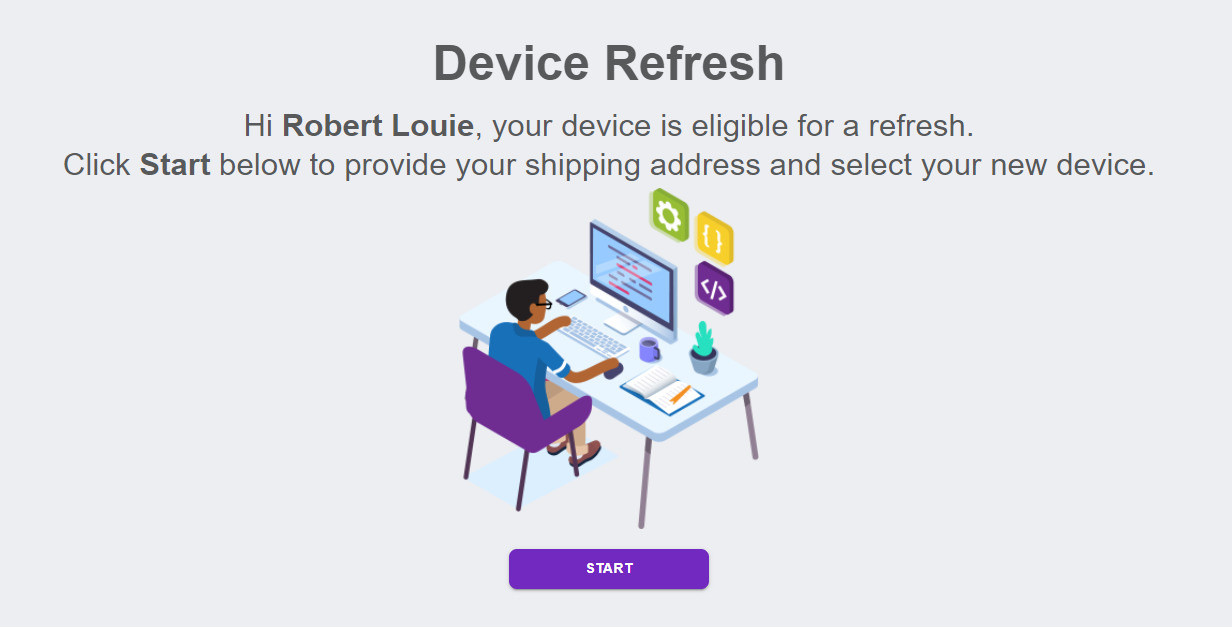 Device Refresh
Hi Robert Louie, your device is eligible for a refresh.
Click Start below to provide your shipping address and select your new device.
{ }
</>
START